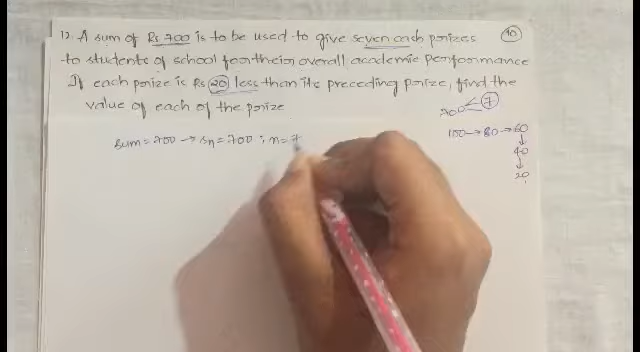 12. A sum of Rs 700 is to be used to give seven cash prizes (10)
to students of school for their overall academic performance
If each prize is Rs 20 less than its preceding prize, find the
value of each of the prize
700 < 7
100 → 80 → 60
↓
40
↓
20
Sum = 700 → Sn = 700 ; n = 7